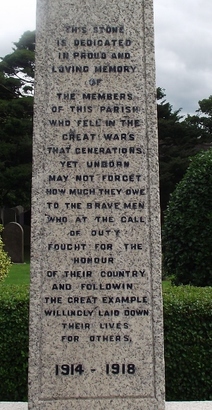 THIS STONE
IS DEDICATED
IN PROUD AND
LOVING MEMORY
OF
THE MEMBERS
OF THIS PARISH
WHO FELL IN THE
GREAT WARS
THAT GENERATIONS,
YET UNBORN
MAY NOT FORGET
HOW MUCH THEY OWE
TO THE BRAVE MEN
WHO AT THE CALL
OF DUTY
FOUGHT FOR THE
HONOUR
OF THEIR COUNTRY
AND FOLLOWIN
THE GREAT EXAMPLE
WILLINGLY LAID DOWN
THEIR LIVES
FOR OTHERS,
1914 - 1918